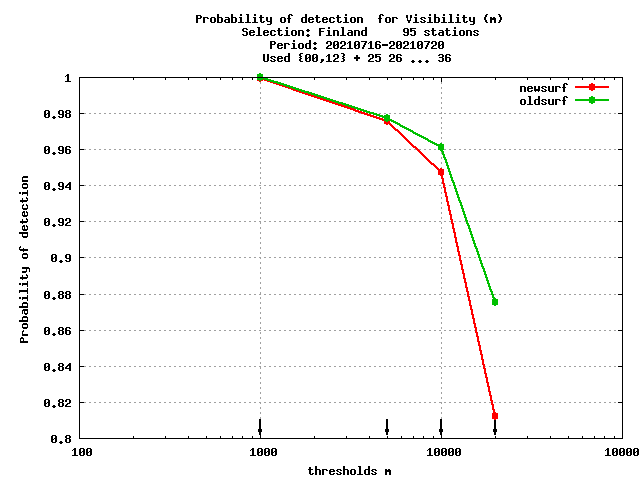 Probability of detection  for Visibility (m)
Selection: Finland     95 stations
Period: 20210716-20210720
Used {00,12} + 25 26 ... 36
newsurf
oldsurf
1
0.98
0.96
0.94
0.92
0.9
0.88
0.86
0.84
0.82
0.8
Probability of detection
100
1000
10000
100000
thresholds m